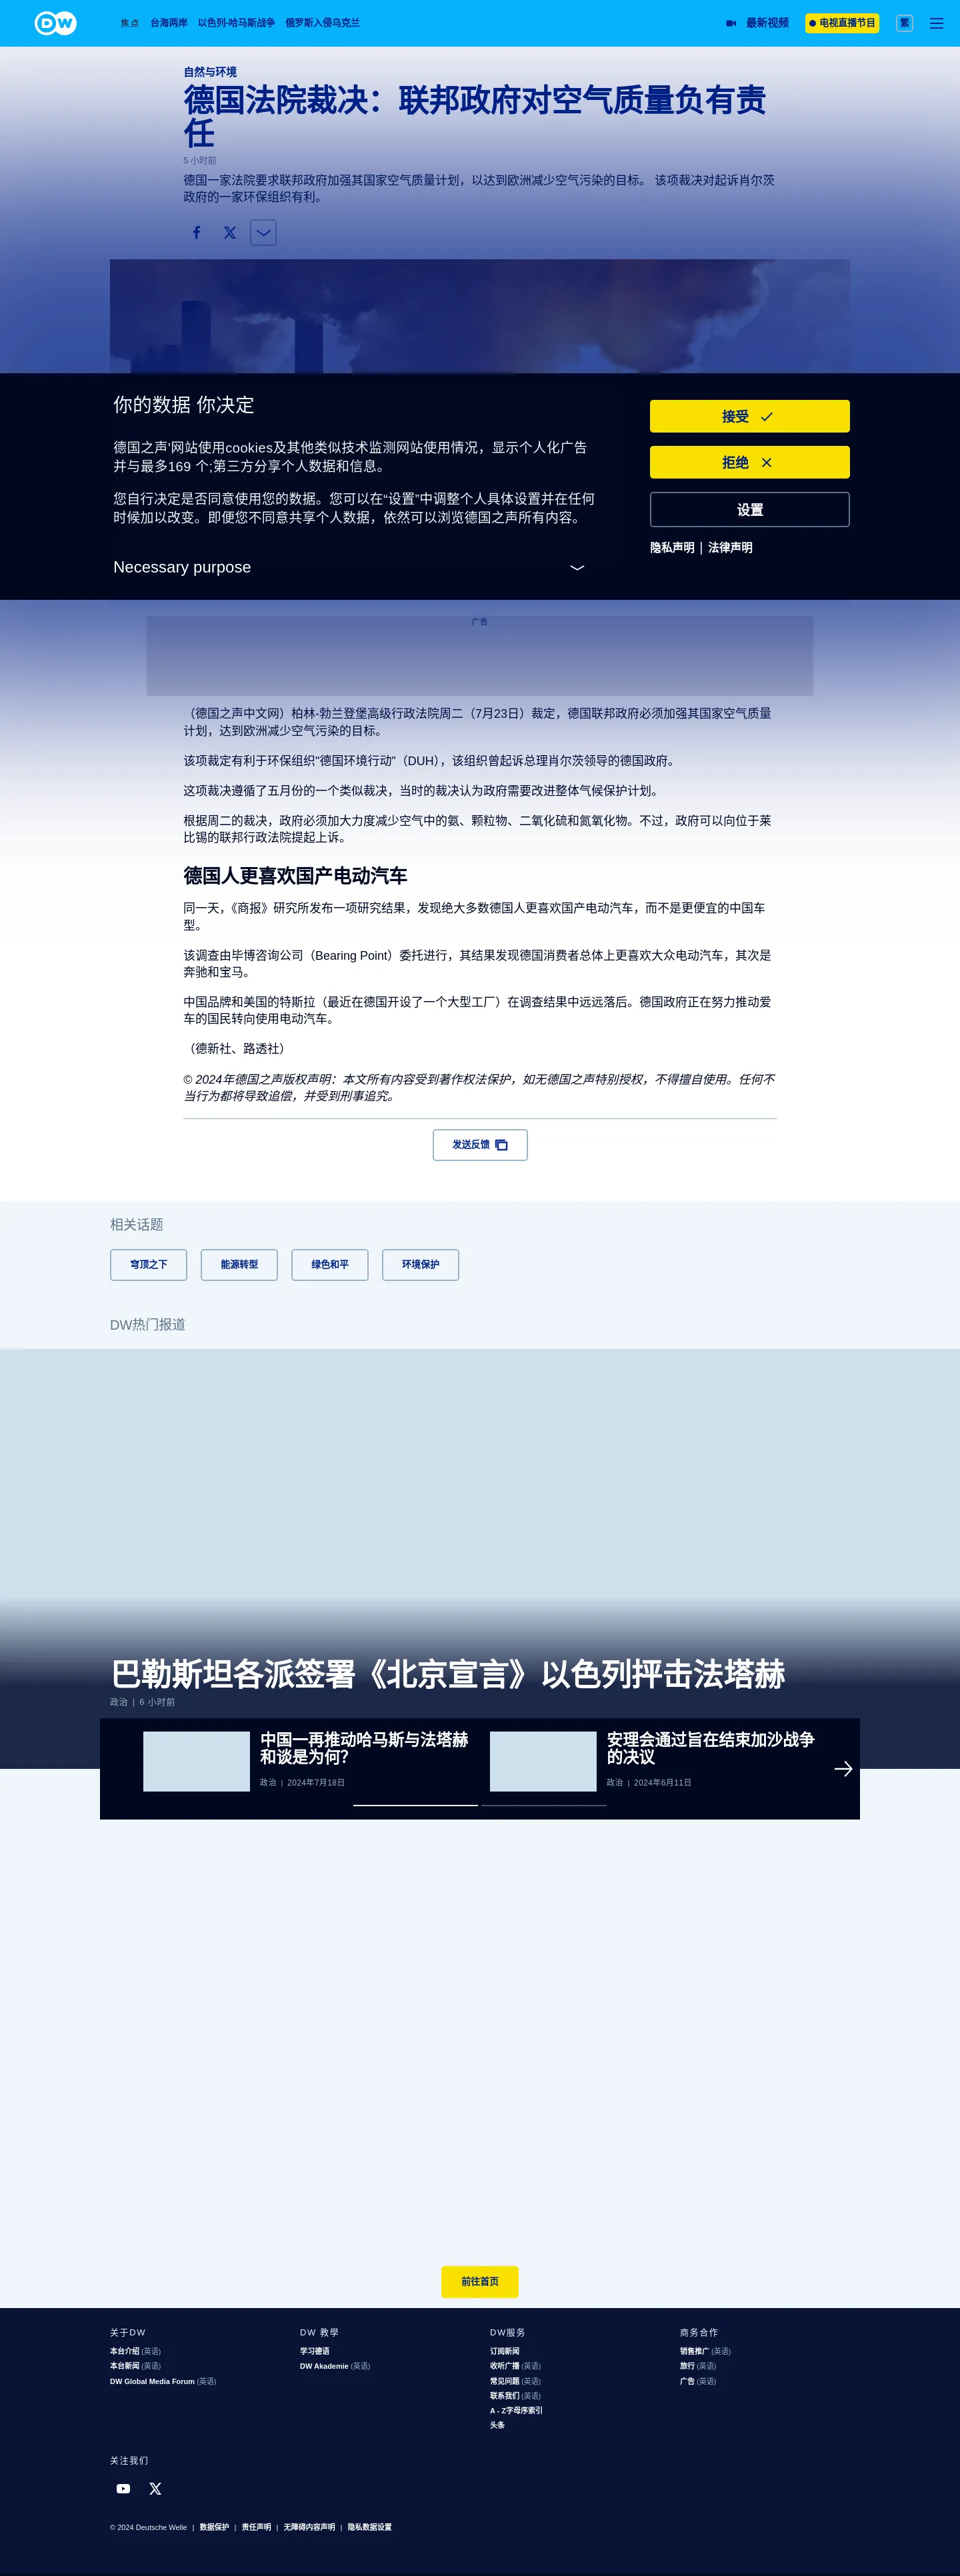 DW
焦点 台海两岸 以色列-哈马斯战争 俄罗斯入侵乌克兰
最新视频 电视直播节目 繁
自然与环境
德国法院裁决：联邦政府对空气质量负有责
任
5 小时前
德国一家法院要求联邦政府加强其国家空气质量计划，以达到欧洲减少空气污染的目标。 该项裁决对起诉肖尔茨
政府的一家环保组织有利。
你的数据 你决定
德国之声'网站使用cookies及其他类似技术监测网站使用情况，显示个人化广告
并与最多169 个;第三方分享个人数据和信息。
您自行决定是否同意使用您的数据。您可以在“设置”中调整个人具体设置并在任何
时候加以改变。即便您不同意共享个人数据，依然可以浏览德国之声所有内容。
Necessary purpose
接受
拒绝
设置
隐私声明 | 法律声明
广告
（德国之声中文网）柏林-勃兰登堡高级行政法院周二（7月23日）裁定，德国联邦政府必须加强其国家空气质量
计划，达到欧洲减少空气污染的目标。
该项裁定有利于环保组织"德国环境行动"（DUH），该组织曾起诉总理肖尔茨领导的德国政府。
这项裁决遵循了五月份的一个类似裁决，当时的裁决认为政府需要改进整体气候保护计划。
根据周二的裁决，政府必须加大力度减少空气中的氨、颗粒物、二氧化硫和氮氧化物。不过，政府可以向位于莱
比锡的联邦行政法院提起上诉。
德国人更喜欢国产电动汽车
同一天，《商报》研究所发布一项研究结果，发现绝大多数德国人更喜欢国产电动汽车，而不是更便宜的中国车
型。
该调查由毕博咨询公司（Bearing Point）委托进行，其结果发现德国消费者总体上更喜欢大众电动汽车，其次是
奔驰和宝马。
中国品牌和美国的特斯拉（最近在德国开设了一个大型工厂）在调查结果中远远落后。德国政府正在努力推动爱
车的国民转向使用电动汽车。
（德新社、路透社）
© 2024年德国之声版权声明：本文所有内容受到著作权法保护，如无德国之声特别授权，不得擅自使用。任何不
当行为都将导致追偿，并受到刑事追究。
发送反馈
相关话题
穹顶之下 能源转型 绿色和平 环境保护
DW热门报道
巴勒斯坦各派签署《北京宣言》以色列抨击法塔赫
政治 | 6 小时前
中国一再推动哈马斯与法塔赫
和谈是为何？
政治 | 2024年7月18日
安理会通过旨在结束加沙战争
的决议
政治 | 2024年6月11日
前往首页
关于DW
本台介绍 (英语)
本台新闻 (英语)
DW Global Media Forum (英语)
DW 教學
学习德语
DW Akademie (英语)
DW服务
订阅新闻
收听广播 (英语)
常见问题 (英语)
联系我们 (英语)
A - Z字母序索引
头条
商务合作
销售推广 (英语)
旅行 (英语)
广告 (英语)
关注我们
© 2024 Deutsche Welle | 数据保护 | 责任声明 | 无障碍内容声明 | 隐私数据设置